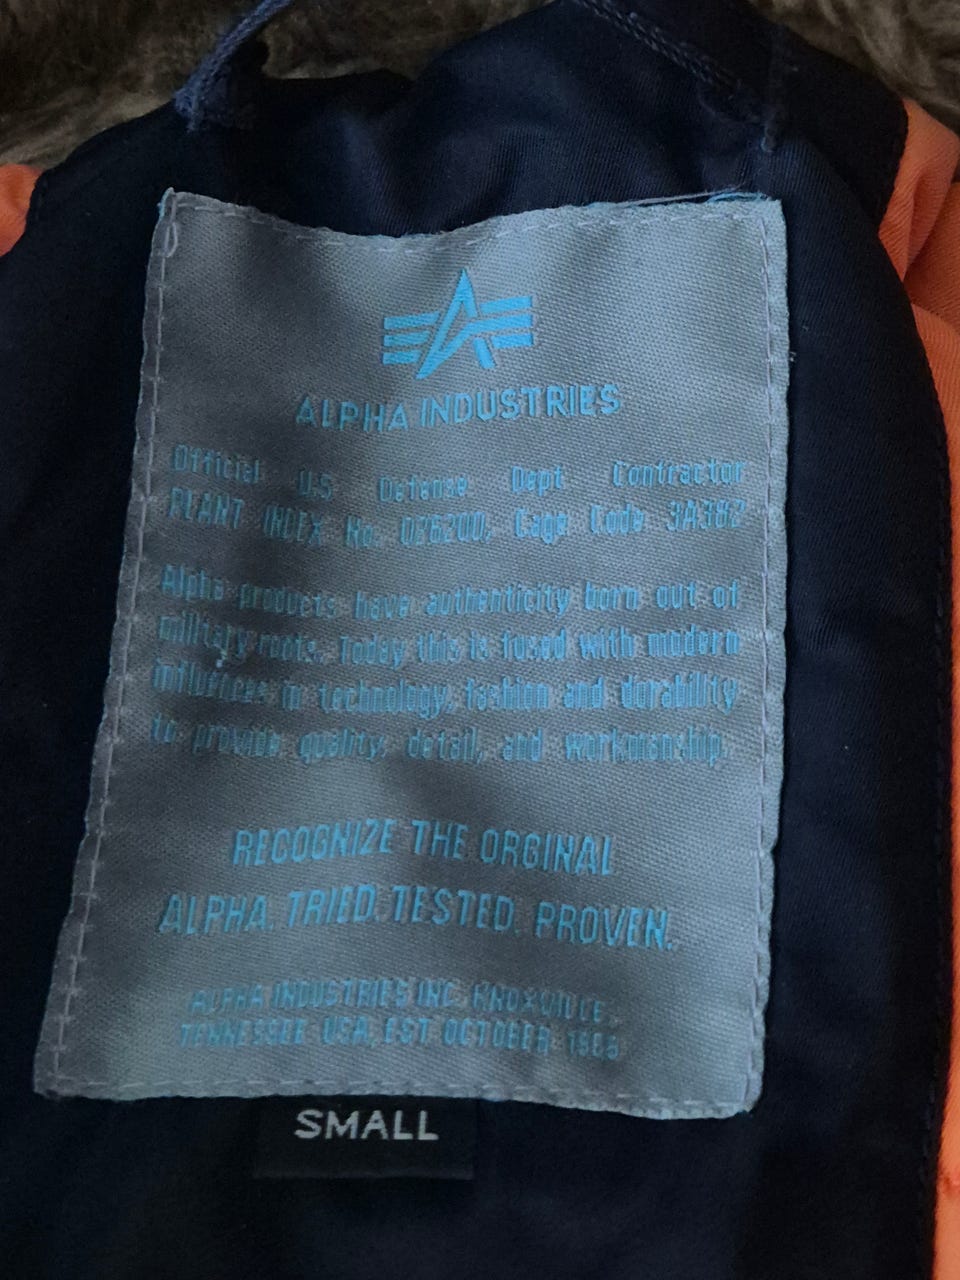 ALPHA INDUSTRIES
Official U.S Defense Dept Contractor
PLANT INDEX No. 026200, Cage Code 3A382
Alpha products have authenticity born out of
military roots. Today this is fused with modern
influences in technology, fashion and durability
to provide quality, detail, and workmanship.
RECOGNIZE THE ORGINAL
ALPHA. TRIED. TESTED. PROVEN.
ALPHA INDUSTRIES INC. KNOXVILLE,
TENNESSEE USA, EST OCTOBER
SMALL